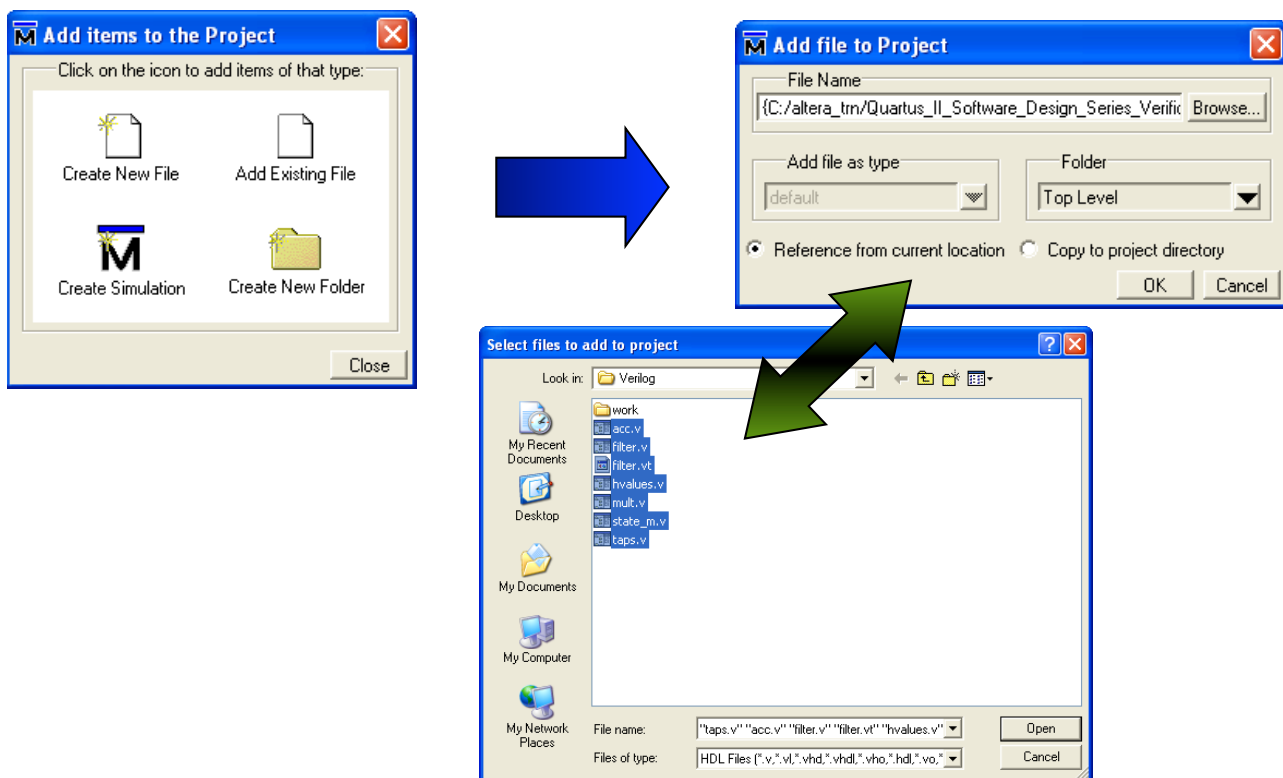 Add items to the Project
Click on the icon to add items of that type:
Create New File
Add Existing File
Create Simulation
Create New Folder
Close
Add file to Project
File Name
{C:/altera_trn/Quartus_II_Software_Design_Series_Verific
Browse...
Add file as type
default
Folder
Top Level
Reference from current location
Copy to project directory
OK
Cancel
Select files to add to project
Look in:
Verilog
My Recent
Documents
Desktop
My Documents
My Computer
My Network
Places
work
acc.v
filter.v
filter.vt
hvalues.v
mult.v
state_m.v
taps.v
File name:
"taps.v" "acc.v" "filter.v" "filter.vt" "hvalues.v"
Open
Files of type:
HDL Files (*.v,*.vl,*.vhd,*.vhdl,*.vho,*.hdl,*.vo,*
Cancel